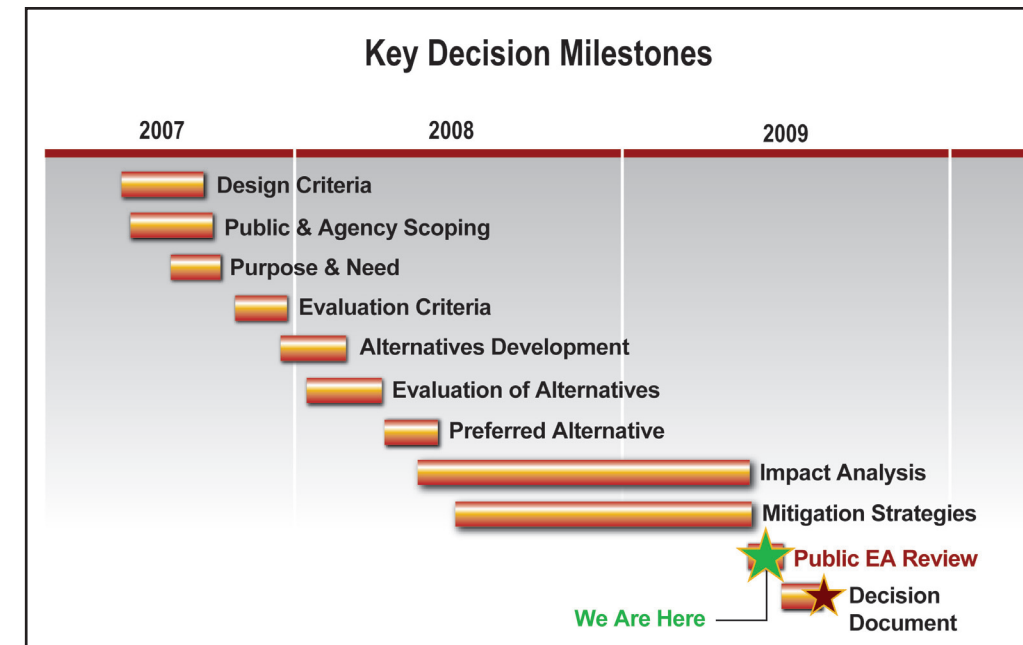 Key Decision Milestones
2007 2008 2009
Design Criteria
Public & Agency Scoping
Purpose & Need
Evaluation Criteria
Alternatives Development
Evaluation of Alternatives
Preferred Alternative
Impact Analysis
Mitigation Strategies
Public EA Review
Decision
Document
We Are Here